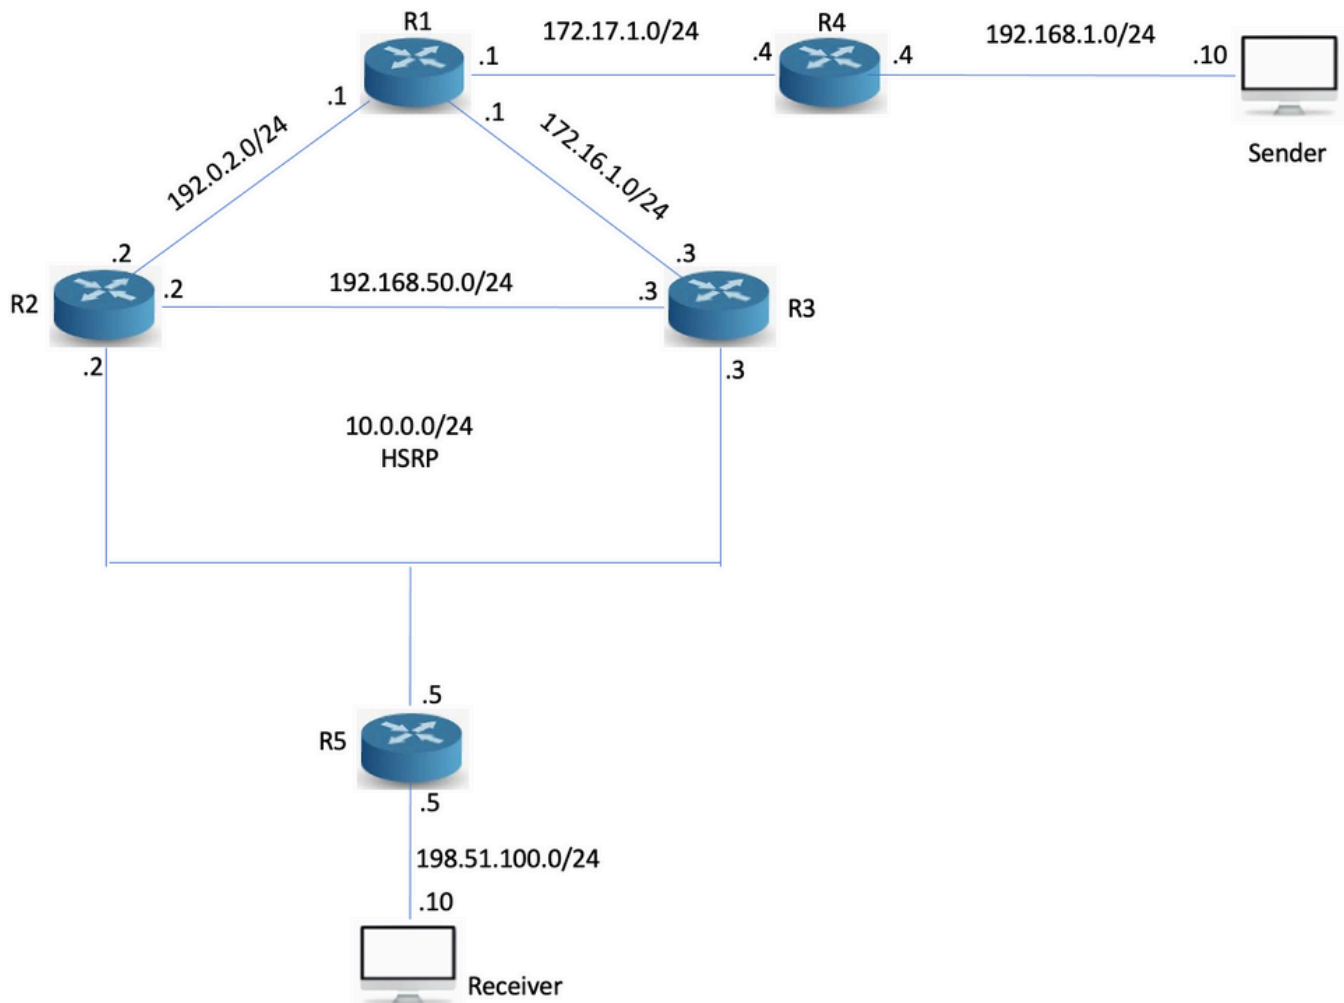 R1
172.17.1.0/24
R4
192.168.1.0/24
.1
.4
.4
.10
.1
.1
192.0.2.0/24
172.16.1.0/24
Sender
.2
.3
R2
.2
192.168.50.0/24
.3
R3
.2
.3
10.0.0.0/24
HSRP
.5
R5
.5
198.51.100.0/24
.10
Receiver